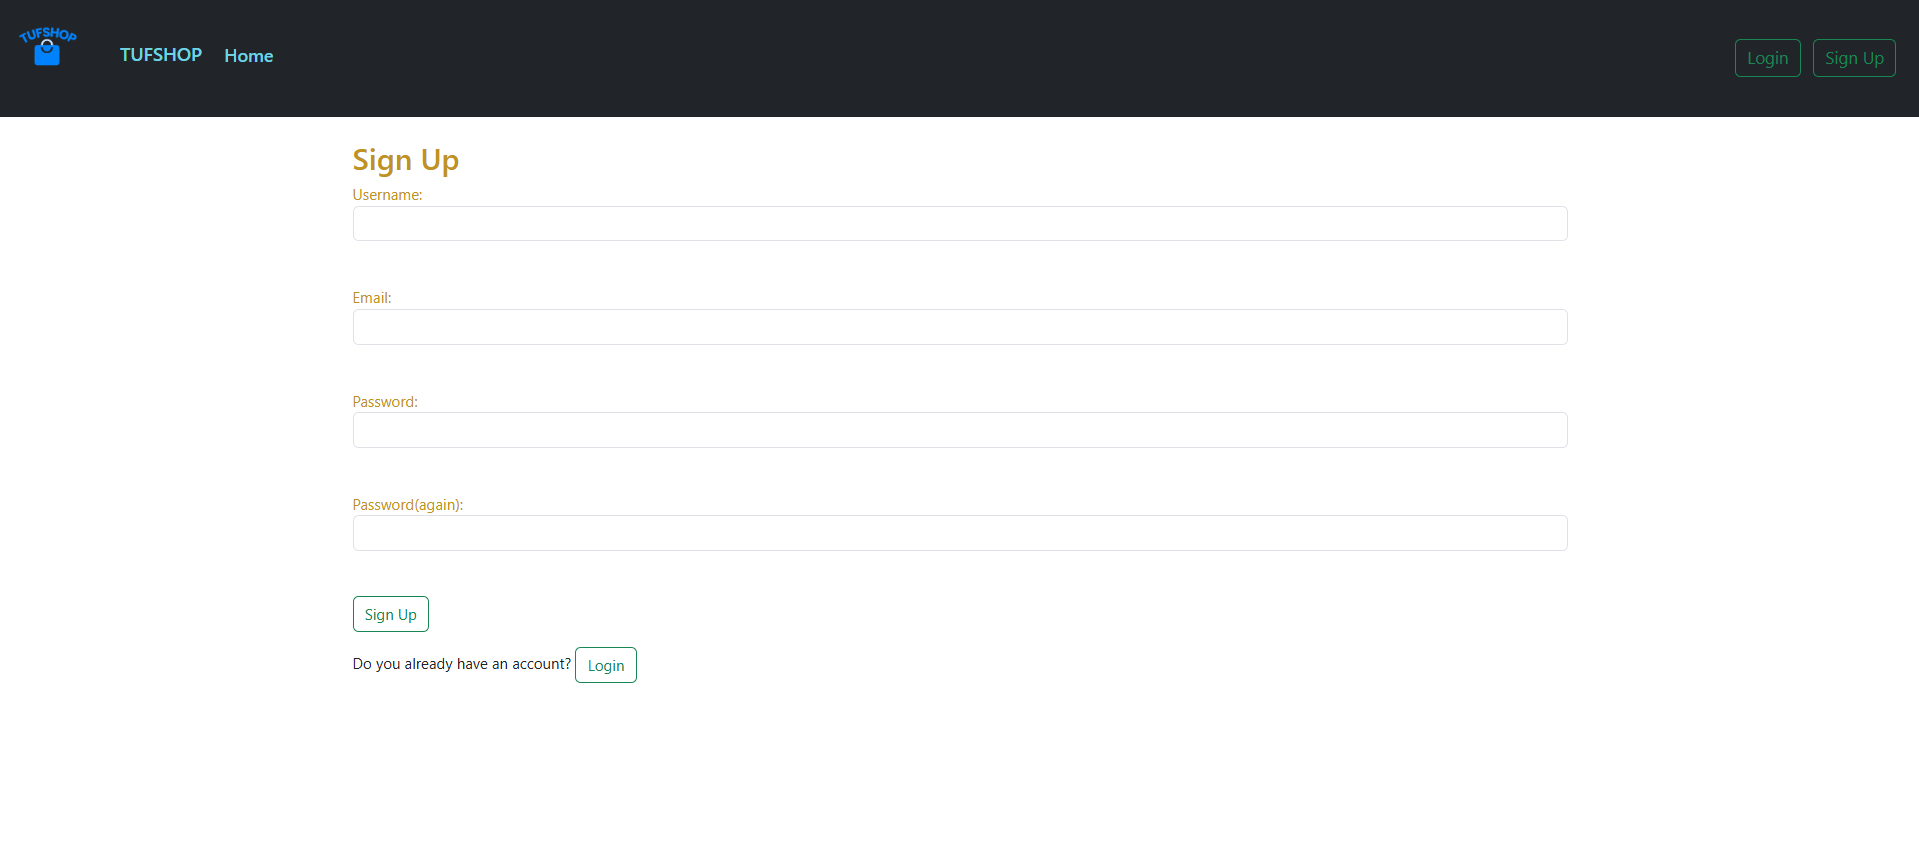 TUFSHOP
TUFSHOP Home Login Sign Up
Sign Up
Username:
Email:
Password:
Password(again):
Sign Up
Do you already have an account? Login